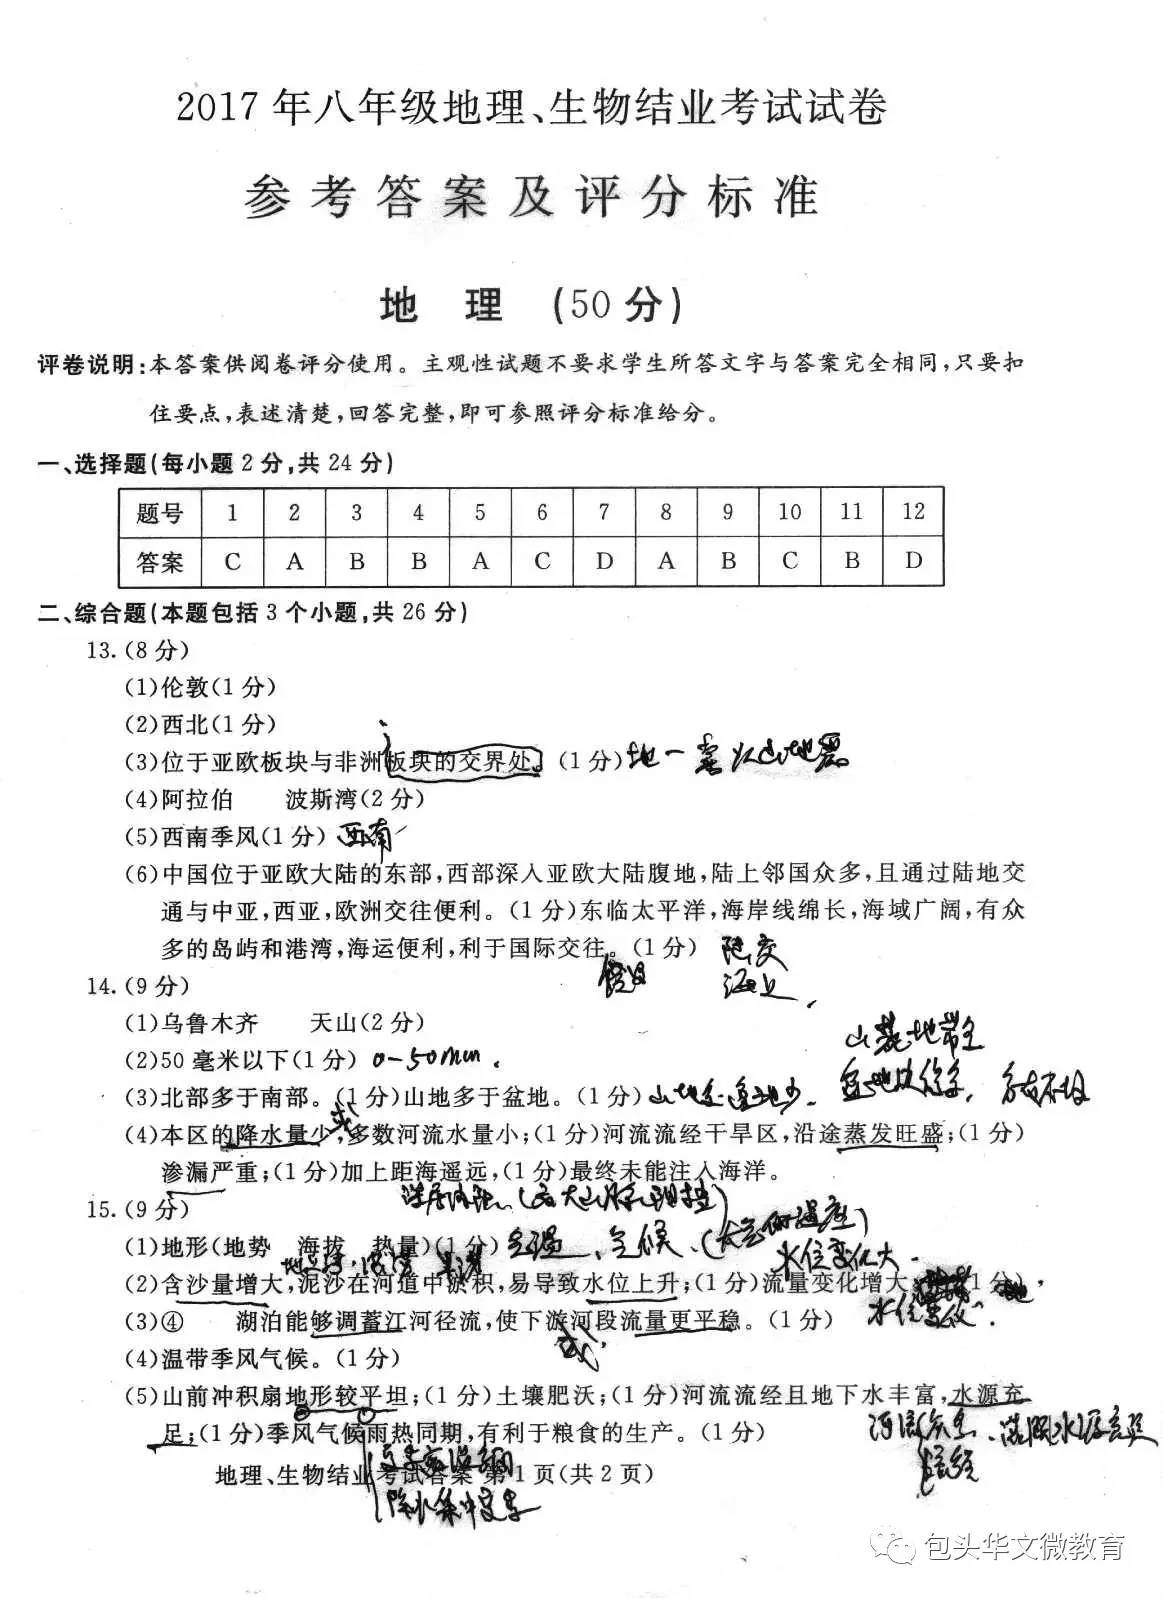 2017年八年级地理、生物结业考试试卷
参考答案及评分标准
地 理 (50分)
评卷说明:本答案供阅卷评分使用。主观性试题不要求学生所答文字与答案完全相同,只要扣
住要点,表述清楚,回答完整,即可参照评分标准给分。
一、选择题(每小题2分,共24分)
题号 1 2 3 4 5 6 7 8 9 10 11 12
答案 C A B B A C D A B C B D
二、综合题(本题包括3个小题,共26分)
13.(8分)
(1)伦敦(1分)
(2)西北(1分)
(3)位于亚欧板块与非洲板块的交界处。(1分)
(4)阿拉伯 波斯湾(2分)
(5)西南季风(1分) 西南
(6)中国位于亚欧大陆的东部,西部深入亚欧大陆腹地,陆上邻国众多,且通过陆地交
通与中亚,西亚,欧洲交往便利。(1分)东临太平洋,海岸线绵长,海域广阔,有众
多的岛屿和港湾,海运便利,利于国际交往。(1分)
14.(9分)
(1)乌鲁木齐 天山(2分)
(2)50毫米以下(1分) 0-50mm.
(3)北部多于南部。(1分)山地多于盆地。(1分) 山地多.盆地少.
(4)本区的降水量少,多数河流水量小;(1分)河流流经干旱区,沿途蒸发旺盛;(1分)
渗漏严重;(1分)加上距海遥远,(1分)最终未能注入海洋。
15.(9分)
(1)地形(地势 海拔 热量)(1分) 气温、气候、
水位变化大
(2)含沙量增大,泥沙在河道中淤积,易导致水位上升;(1分)流量变化增大(1分)
(3)④ 湖泊能够调蓄江河径流,使下游河段流量更平稳。(1分)
或
(4)温带季风气候。(1分)
(5)山前冲积扇地形较平坦;(1分)土壤肥沃;(1分)河流流经且地下水丰富,水源充
足;(1分)季风气候雨热同期,有利于粮食的生产。(1分)
地理、生物结业考试答案 第1页(共2页)
包头华文微教育